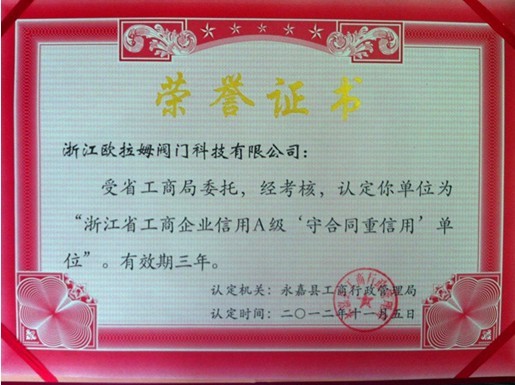 荣誉证书
浙江欧拉姆阀门科技有限公司：
受省工商局委托，经考核，认定你单位为
“浙江省工商企业信用A级‘守合同重信用’单
位”。有效期三年。
认定机关：永嘉县工商行政管理局
认定时间：二〇一二年十一月五日